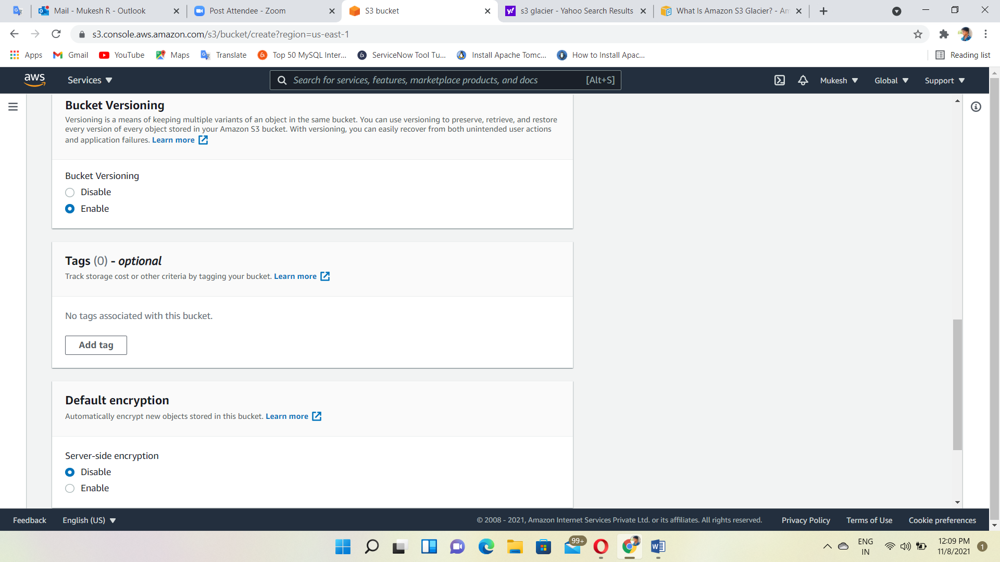 Mail - Mukesh R - Outlook
Post Attendee - Zoom
S3 bucket
s3 glacier - Yahoo Search Results
What Is Amazon S3 Glacier? - Am
s3.console.aws.amazon.com/s3/bucket/create?region=us-east-1
Apps
Gmail
YouTube
Maps
Translate
Top 50 MySQL Inter...
ServiceNow Tool Tu...
Install Apache Tomc...
How to Install Apac...
Reading list
aws
Services
Search for services, features, marketplace products, and docs
[Alt+S]
Mukesh
Global
Support
Bucket Versioning
Versioning is a means of keeping multiple variants of an object in the same bucket. You can use versioning to preserve, retrieve, and restore
every version of every object stored in your Amazon S3 bucket. With versioning, you can easily recover from both unintended user actions
and application failures. Learn more
Bucket Versioning
Disable
Enable
Tags (0) - optional
Track storage cost or other criteria by tagging your bucket. Learn more
No tags associated with this bucket.
Add tag
Default encryption
Automatically encrypt new objects stored in this bucket. Learn more
Server-side encryption
Disable
Enable
Feedback
English (US)
© 2008 - 2021, Amazon Internet Services Private Ltd. or its affiliates. All rights reserved.
Privacy Policy
Terms of Use
Cookie preferences
99+
ENG
IN
12:09 PM
11/8/2021
1